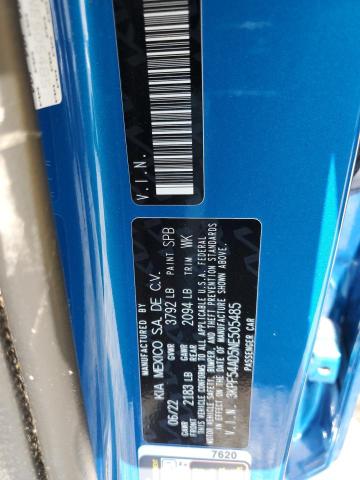 V.I.N.
KIA MEXICO S.A. DE C.V.
06/22 GVWR 3792 LB PAINT SPB
GAWR FRONT 2183 LB GAWR REAR 2094 LB TRIM WK
THIS VEHICLE CONFORMS TO ALL APPLICABLE U.S.A. FEDERAL
MOTOR VEHICLE SAFETY, BUMPER, AND THEFT PREVENTION
STANDARDS IN EFFECT ON THE DATE OF MANUFACTURE SHOWN ABOVE.
V.I.N. 3KPF54AD5NE505485
PASSENGER CAR
7620